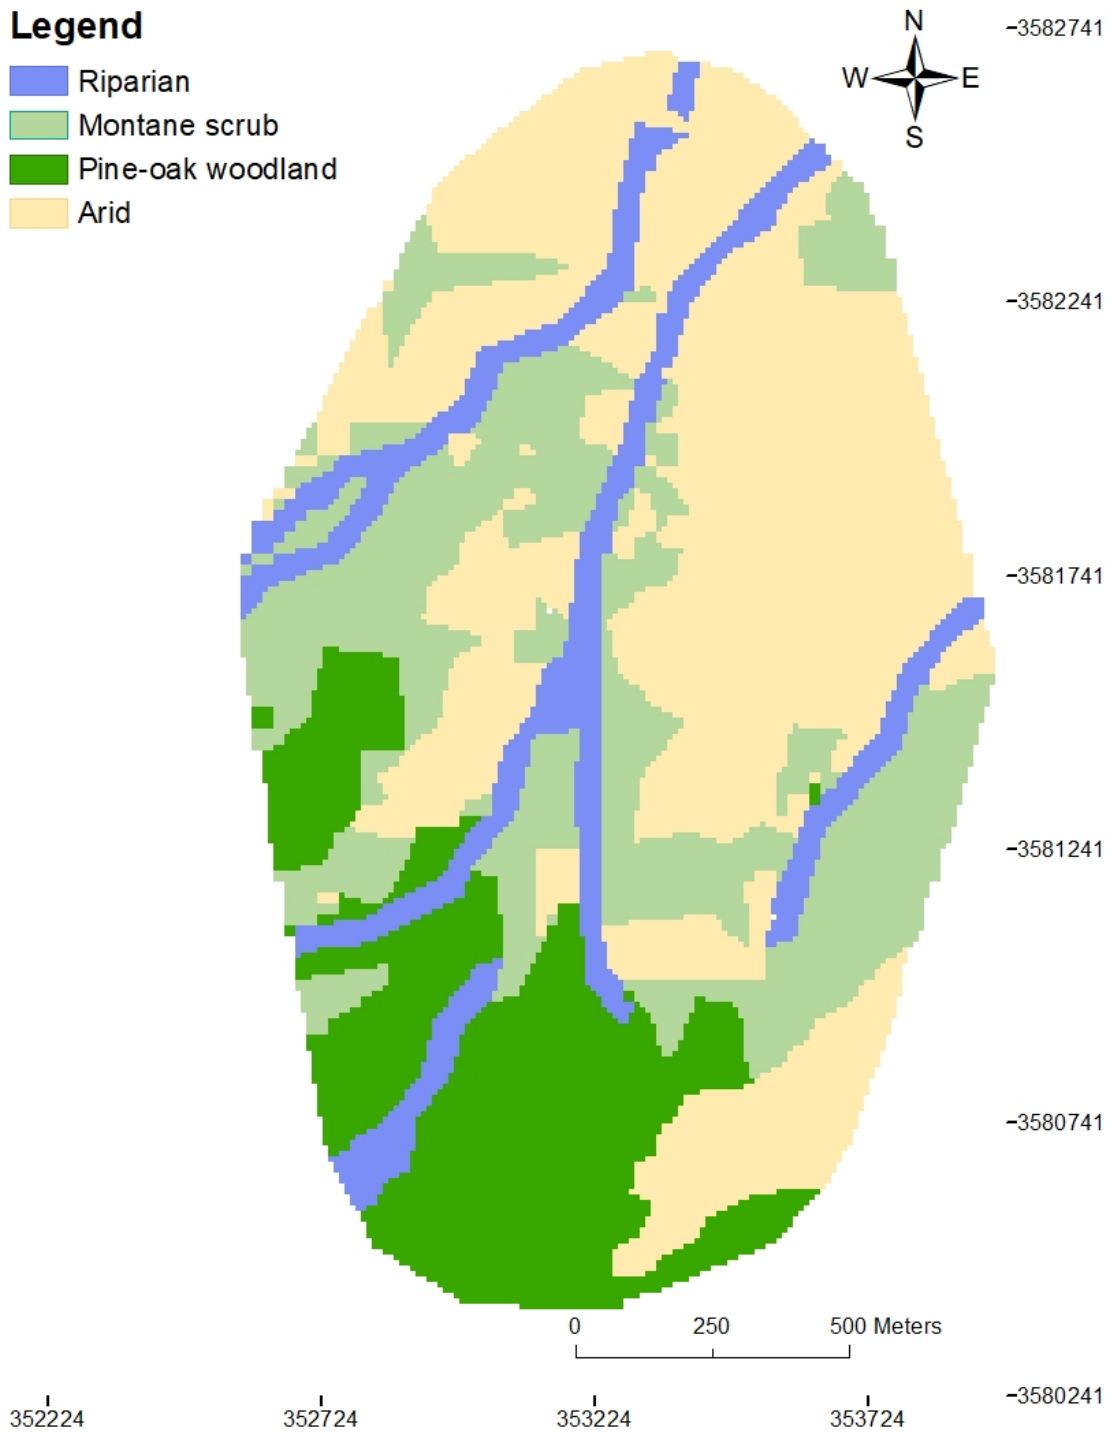 Legend
Riparian
Montane scrub
Pine-oak woodland
Arid
N
W E
S
3582741
3582241
3581741
3581241
3580741
3580241
0 250 500 Meters
352224 352724 353224 353724